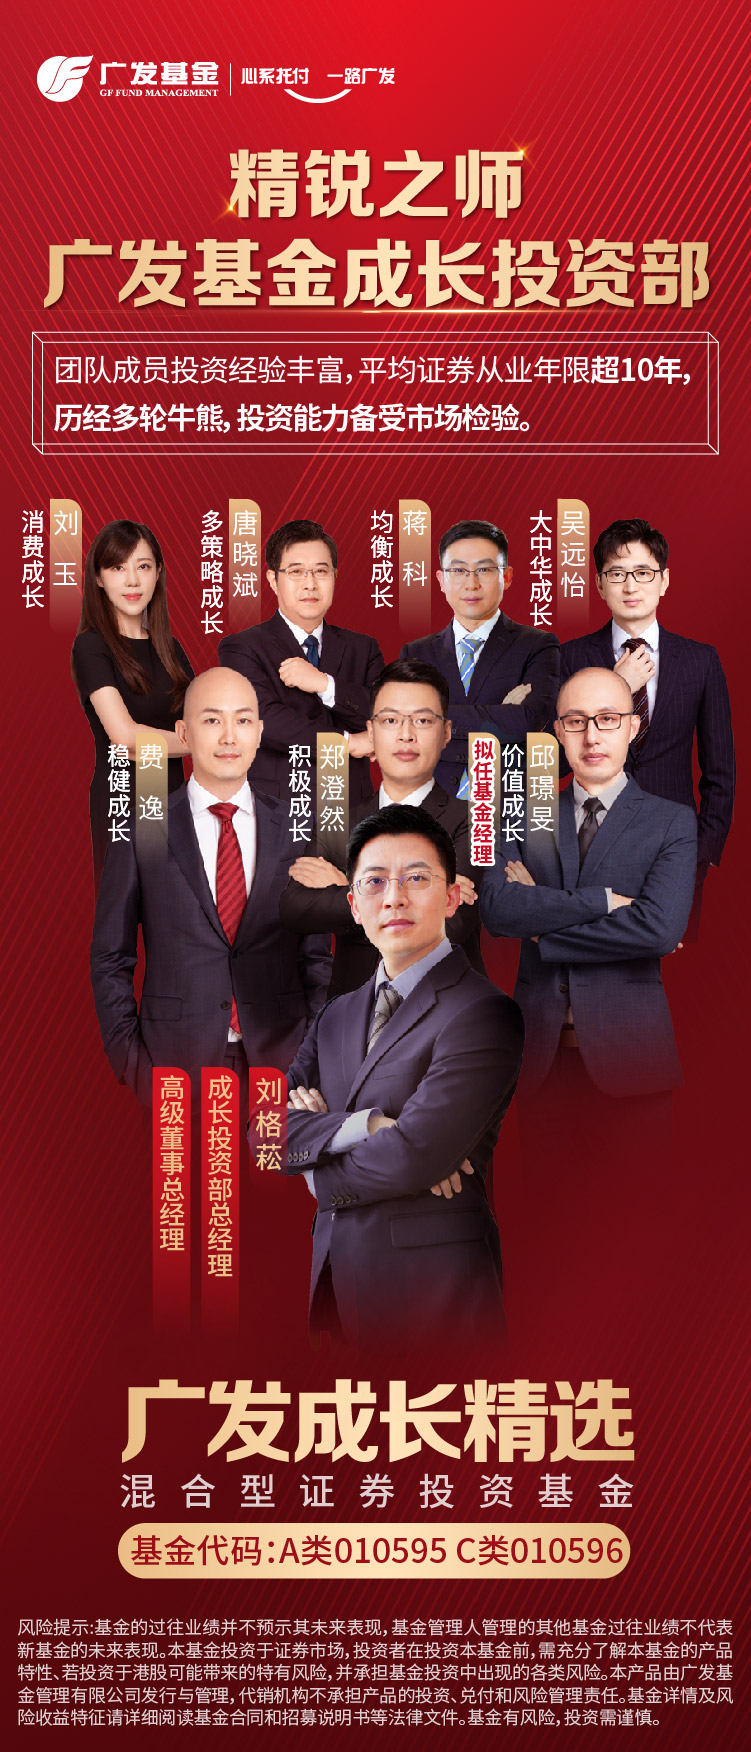 广发基金
GF FUND MANAGEMENT
心系托付 一路广发
精锐之师
广发基金成长投资部
团队成员投资经验丰富，平均证券从业年限超10年，
历经多轮牛熊，投资能力备受市场检验。
刘玉
消费成长
唐晓斌
多策略成长
蒋科
均衡成长
吴远怡
大中华成长
费逸
稳健成长
郑澄然
积极成长
邱璟旻
价值成长
拟任基金经理
刘格菘
成长投资部总经理
高级董事总经理
广发成长精选
混合型证券投资基金
基金代码：A类010595 C类010596
风险提示：基金的过往业绩并不预示其未来表现，基金管理人管理的其他基金过往业绩不代表
新基金的未来表现。本基金投资于证券市场，投资者在投资本基金前，需充分了解本基金的产品
特性、若投资于港股可能带来的特有风险，并承担基金投资中出现的各类风险。本产品由广发基
金管理有限公司发行与管理，代销机构不承担产品的投资、兑付和风险管理责任。基金详情及风
险收益特征请详细阅读基金合同和招募说明书等法律文件。基金有风险，投资需谨慎。